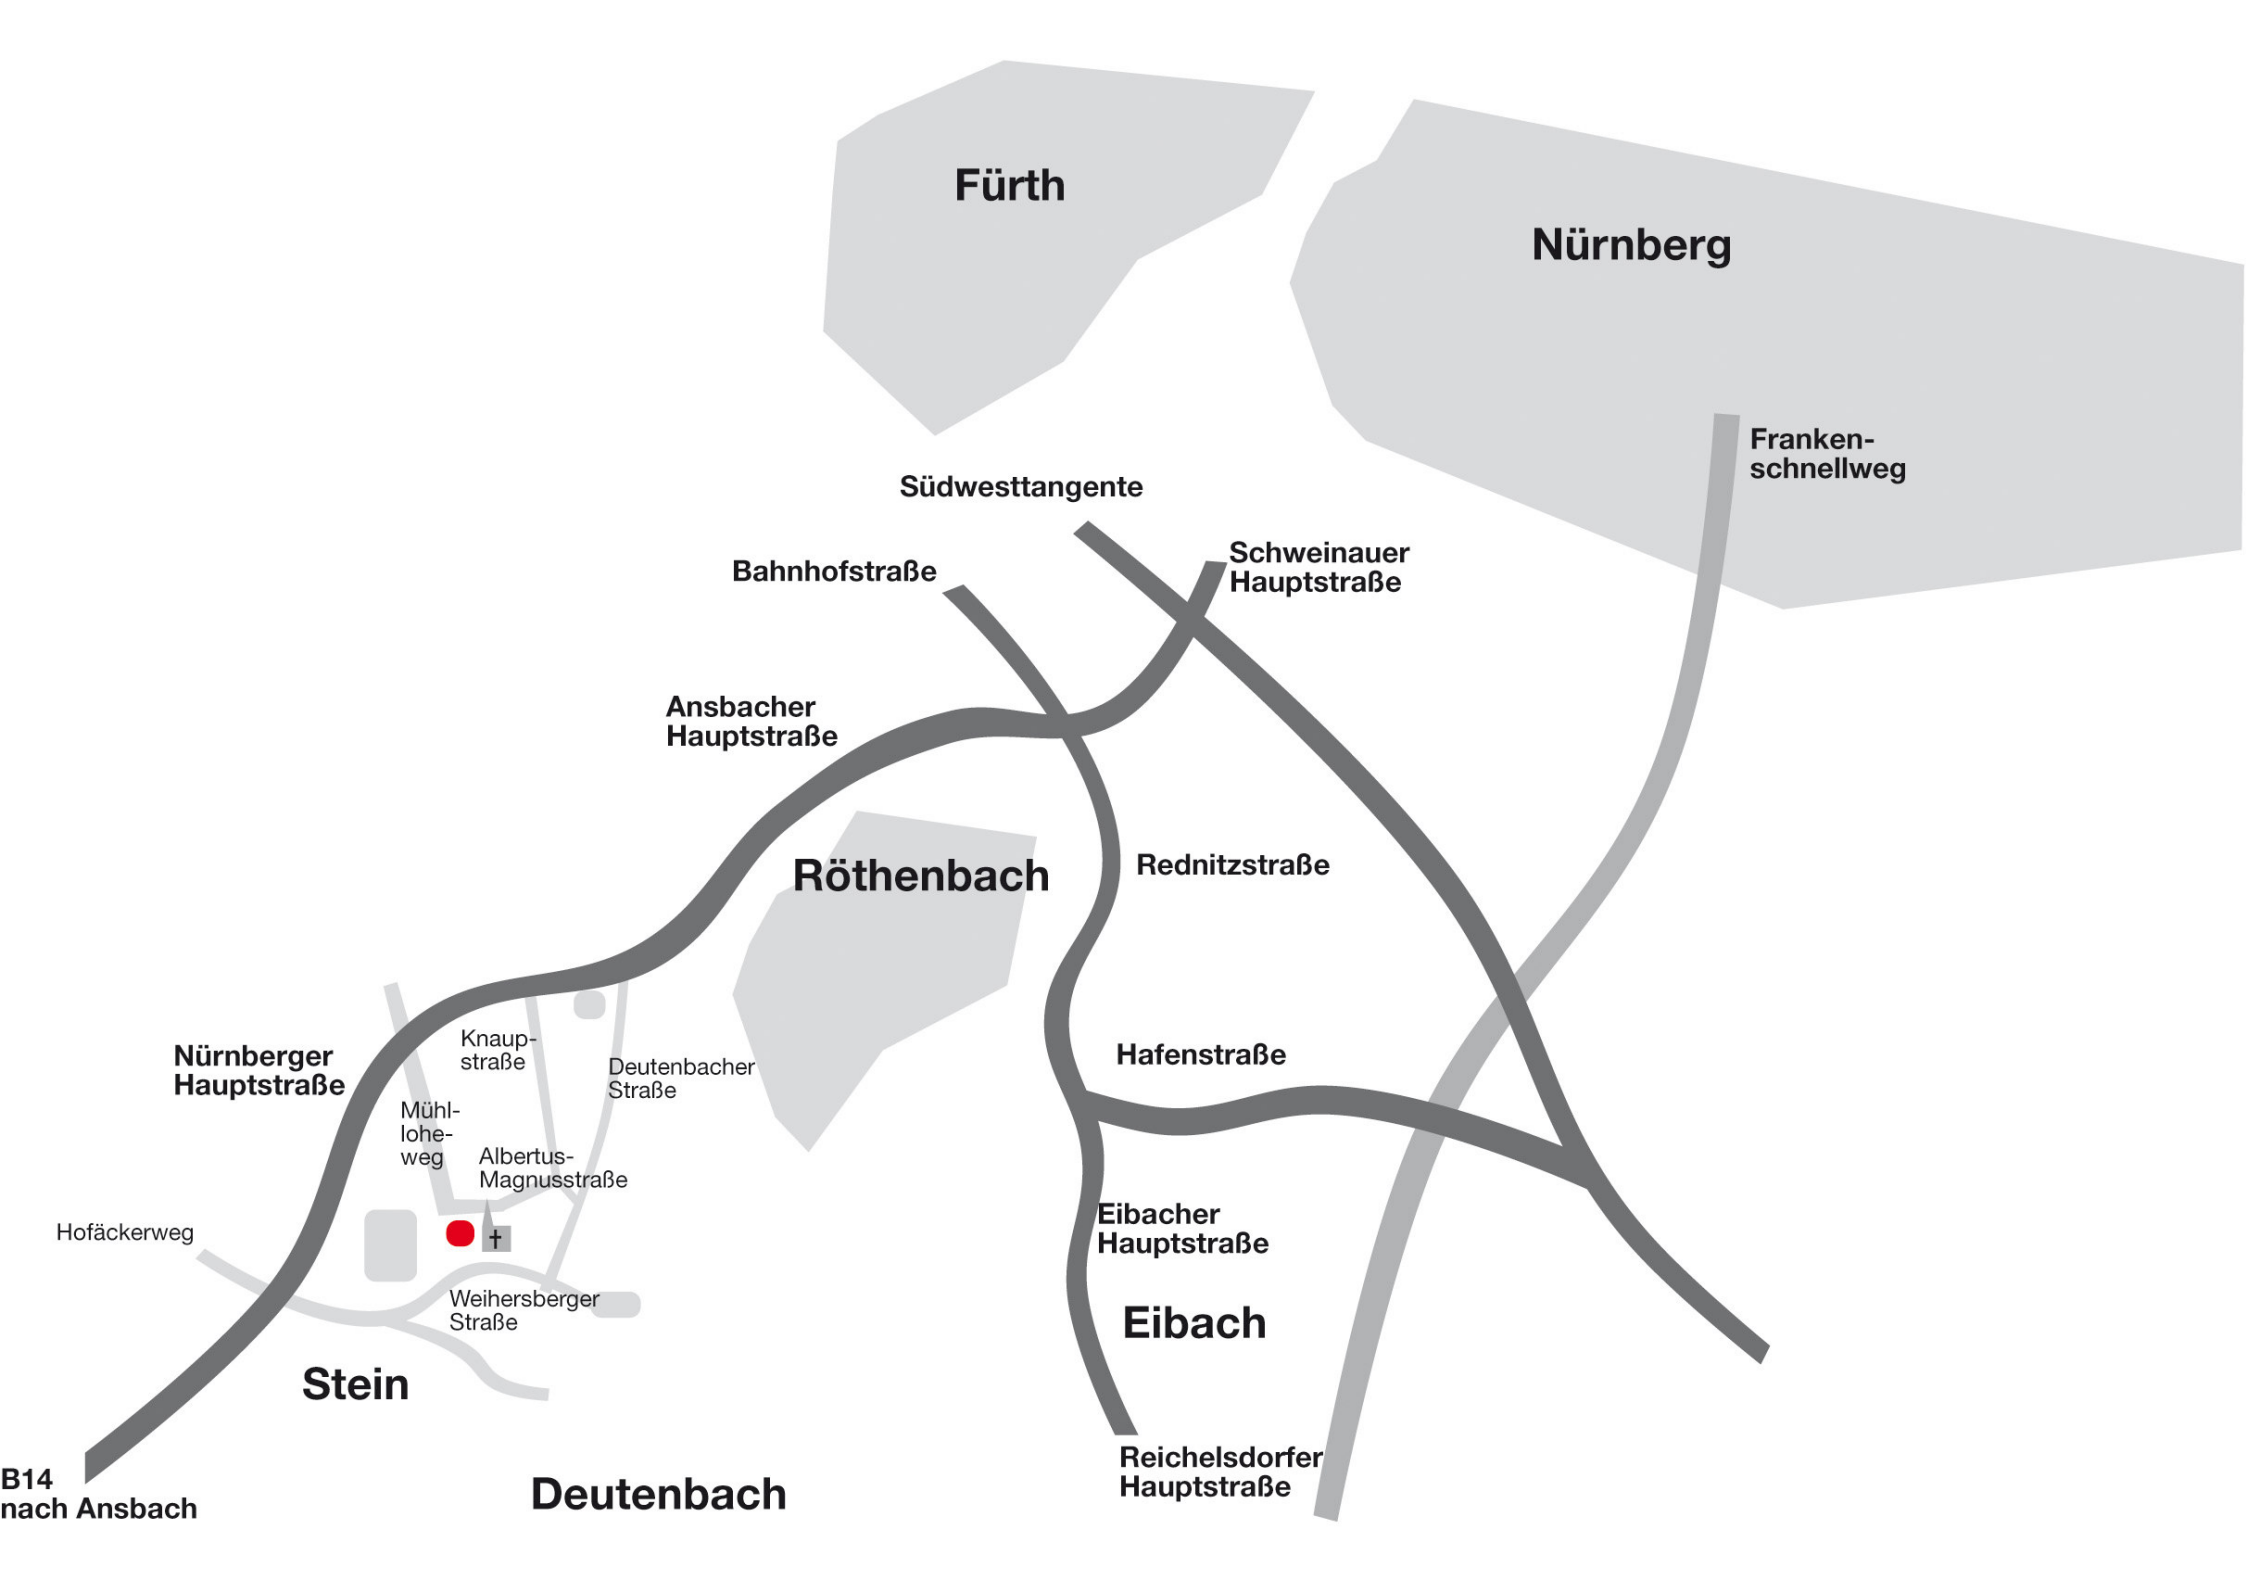 Fürth
Nürnberg
Franken-
schnellweg
Südwesttangente
Schweinauer
Hauptstraße
Bahnhofstraße
Ansbacher
Hauptstraße
Röthenbach
Rednitzstraße
Knaup-
straße
Nürnberger
Hauptstraße
Deutenbacher
Straße
Hafenstraße
Mühl-
lohe-
weg
Albertus-
Magnusstraße
Hofäckerweg
Eibacher
Hauptstraße
Weihersberger
Straße
Eibach
Stein
Reichelsdorfer
Hauptstraße
B14
nach Ansbach
Deutenbach